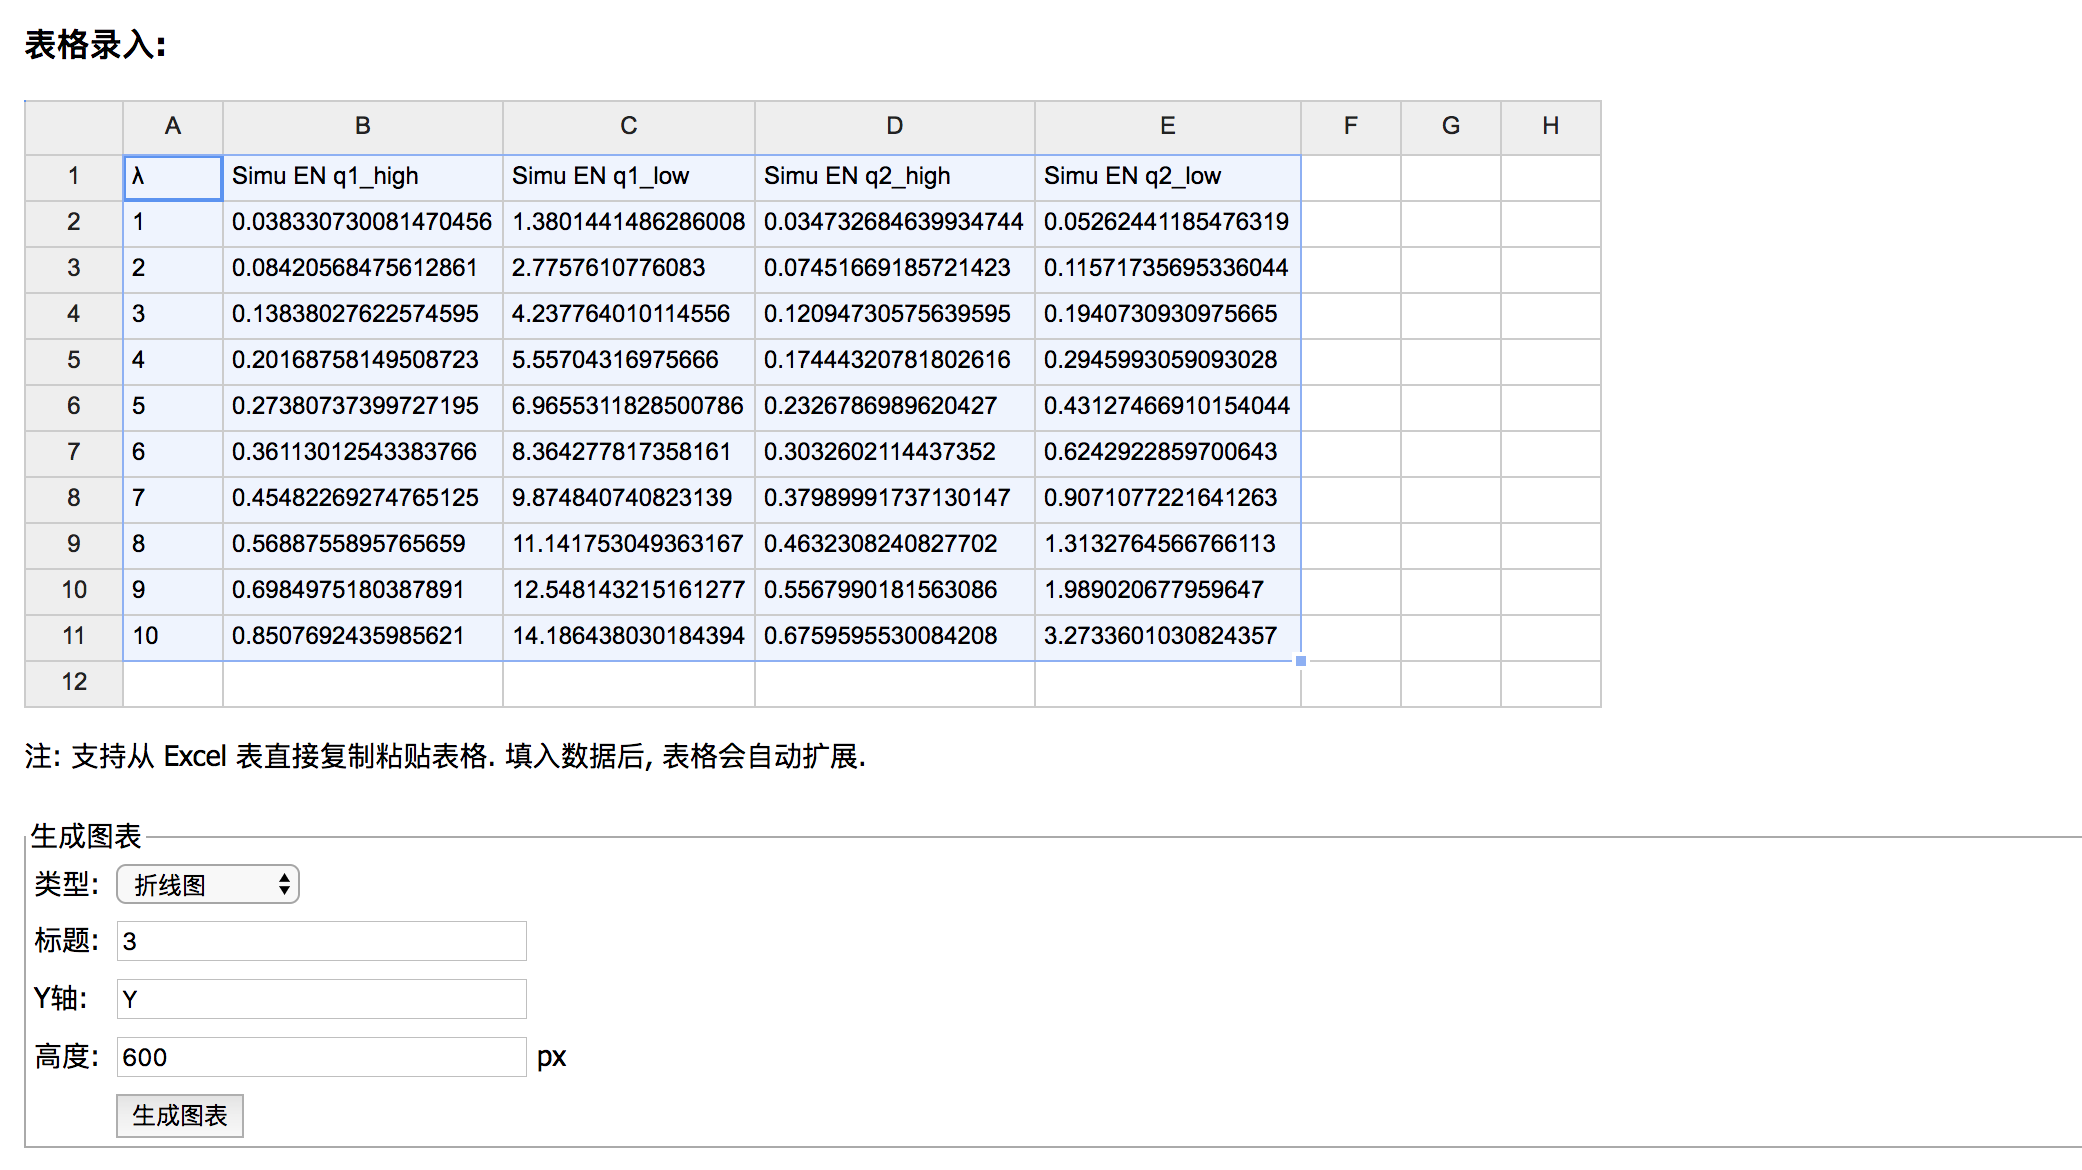 表格录入:
A B C D E F G H
1 λ Simu EN q1_high Simu EN q1_low Simu EN q2_high Simu EN q2_low
2 1 0.038330730081470456 1.3801441486286008 0.034732684639934744 0.05262441185476319
3 2 0.08420568475612861 2.7757610776083 0.07451669185721423 0.11571735695336044
4 3 0.13838027622574595 4.237764010114556 0.12094730575639595 0.1940730930975665
5 4 0.20168758149508723 5.55704316975666 0.17444320781802616 0.2945993059093028
6 5 0.27380737399727195 6.9655311828500786 0.2326786989620427 0.43127466910154044
7 6 0.36113012543383766 8.364277817358161 0.3032602114437352 0.6242922859700643
8 7 0.45482269274765125 9.874840740823139 0.37989991737130147 0.9071077221641263
9 8 0.5688755895765659 11.141753049363167 0.4632308240827702 1.3132764566766113
10 9 0.6984975180387891 12.548143215161277 0.5567990181563086 1.989020677959647
11 10 0.8507692435985621 14.186438030184394 0.6759595530084208 3.2733601030824357
12
注: 支持从 Excel 表直接复制粘贴表格. 填入数据后, 表格会自动扩展.
生成图表
类型: 折线图
标题: 3
Y轴: Y
高度: 600 px
生成图表